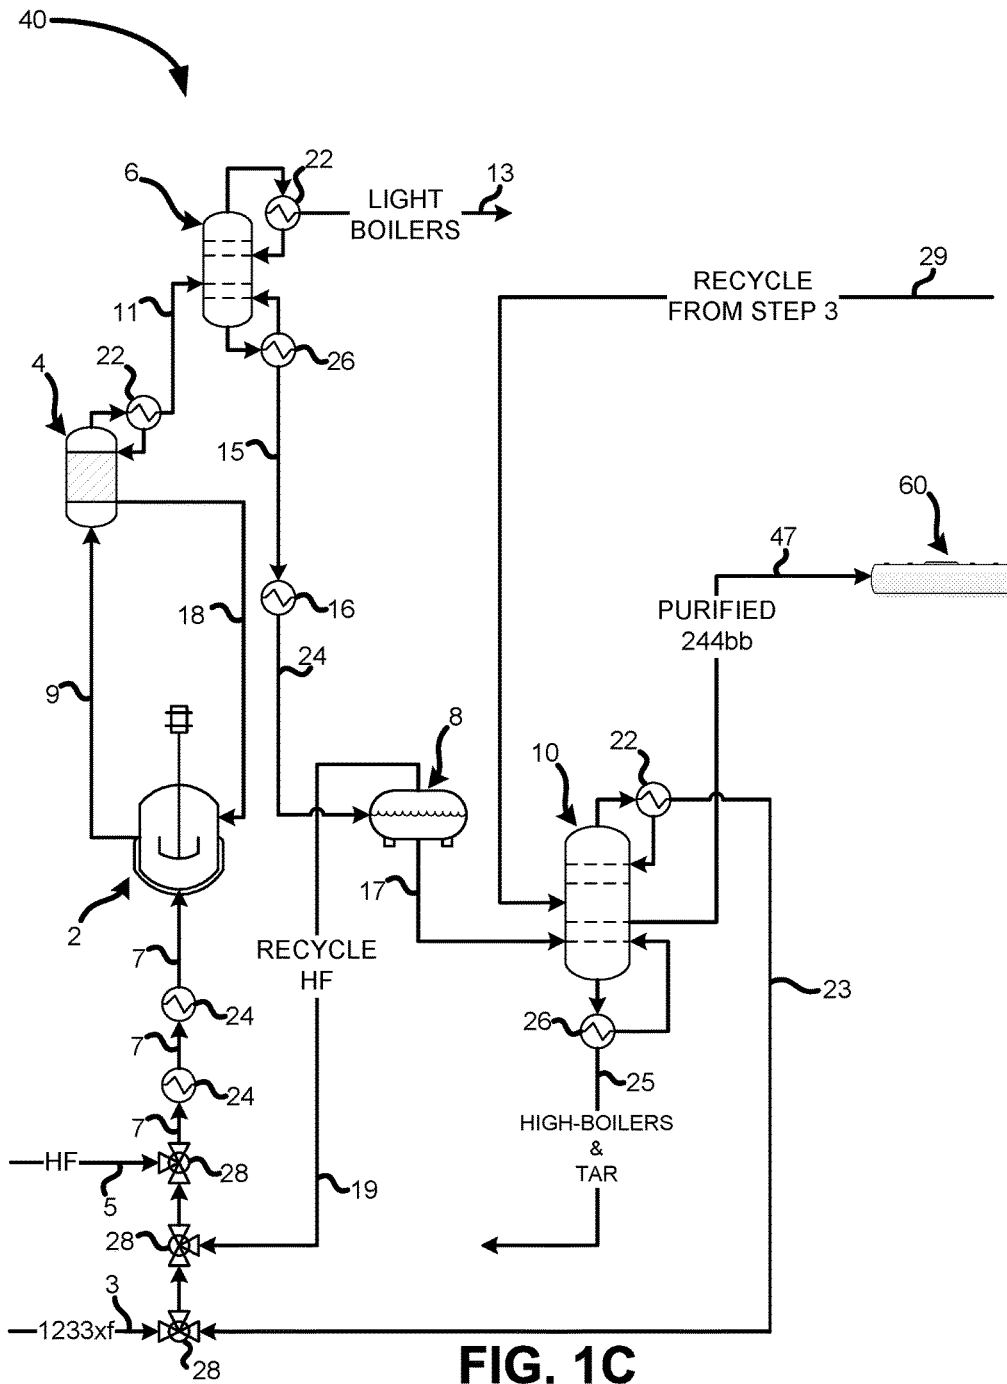 40
6
22
LIGHT
BOILERS
13
29
RECYCLE
FROM STEP 3
11
26
4
22
15
60
47
16
18
PURIFIED
244bb
24
9
8
22
10
17
2
RECYCLE
HF
7
23
24
26
7
25
24
7
HIGH-BOILERS
&
TAR
HF
28
5
19
28
3
1233xf
28
FIG. 1C